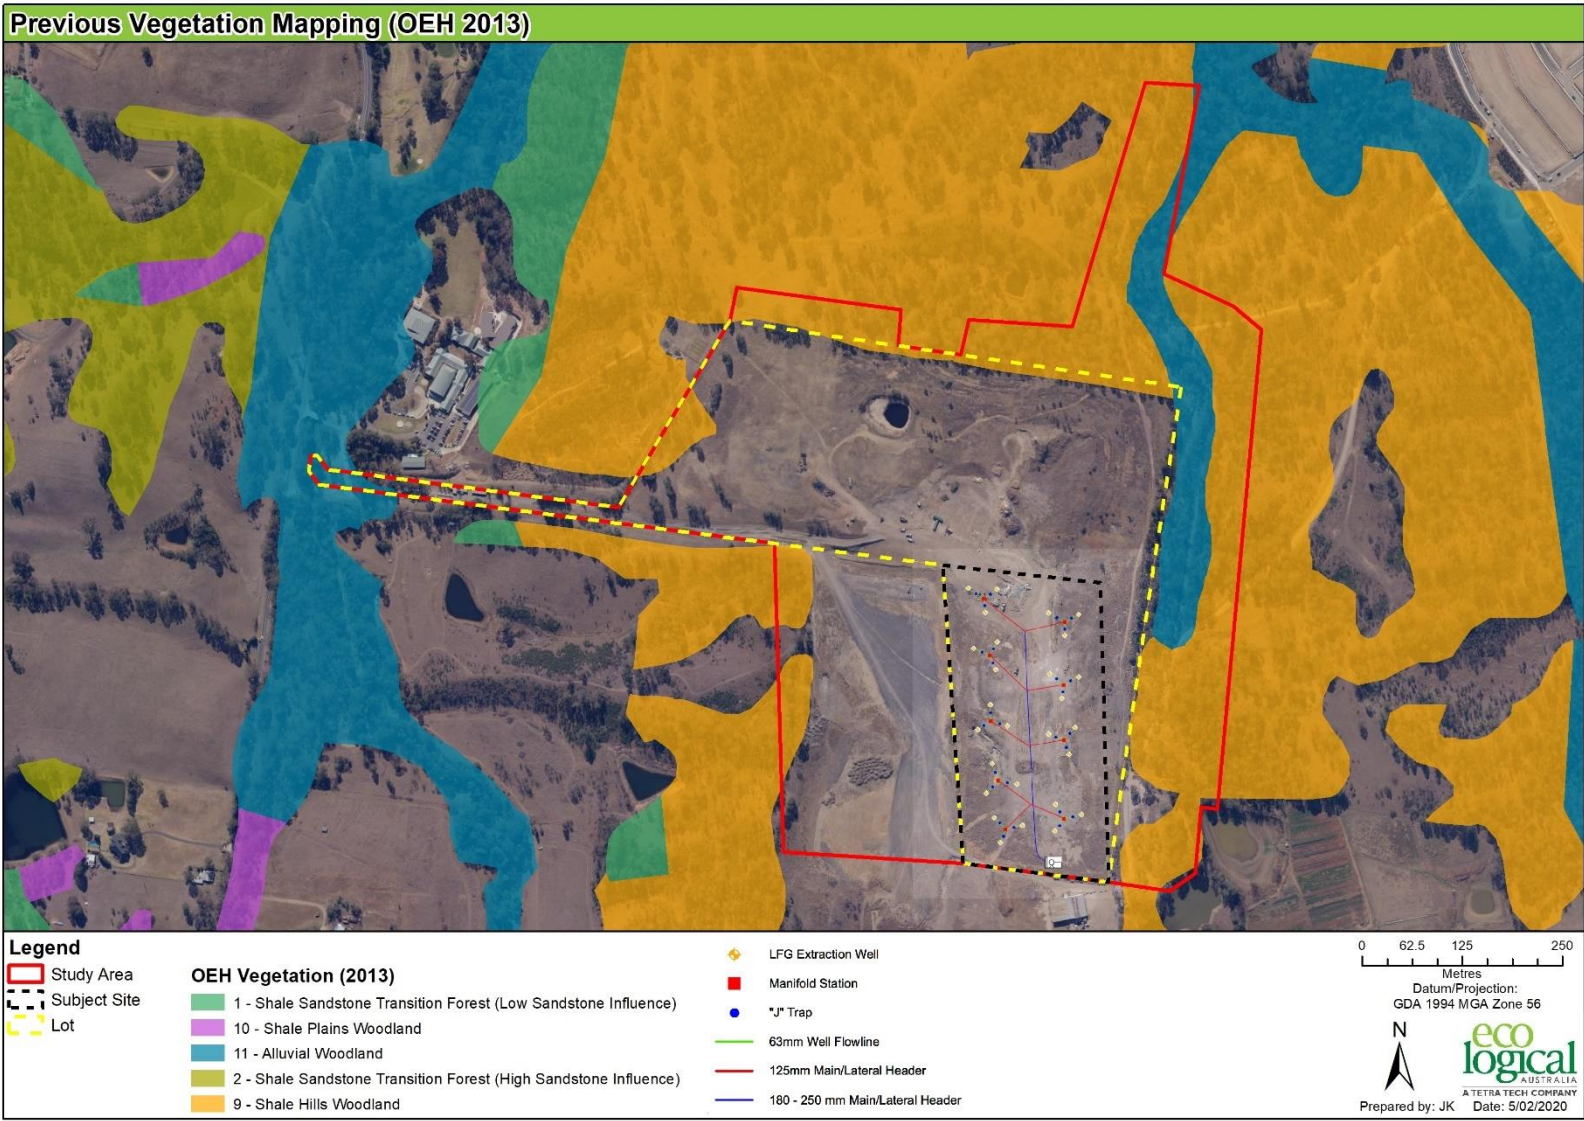 Previous Vegetation Mapping (OEH 2013)
Legend
Study Area
Subject Site
Lot
OEH Vegetation (2013)
1 - Shale Sandstone Transition Forest (Low Sandstone Influence)
10 - Shale Plains Woodland
11 - Alluvial Woodland
2 - Shale Sandstone Transition Forest (High Sandstone Influence)
9 - Shale Hills Woodland
LFG Extraction Well
Manifold Station
"J" Trap
63mm Well Flowline
125mm Main/Lateral Header
180 - 250 mm Main/Lateral Header
0 62.5 125 250
Metres
Datum/Projection:
GDA 1994 MGA Zone 56
N
eco
logical
AUSTRALIA
A TETRA TECH COMPANY
Prepared by: JK Date: 5/02/2020